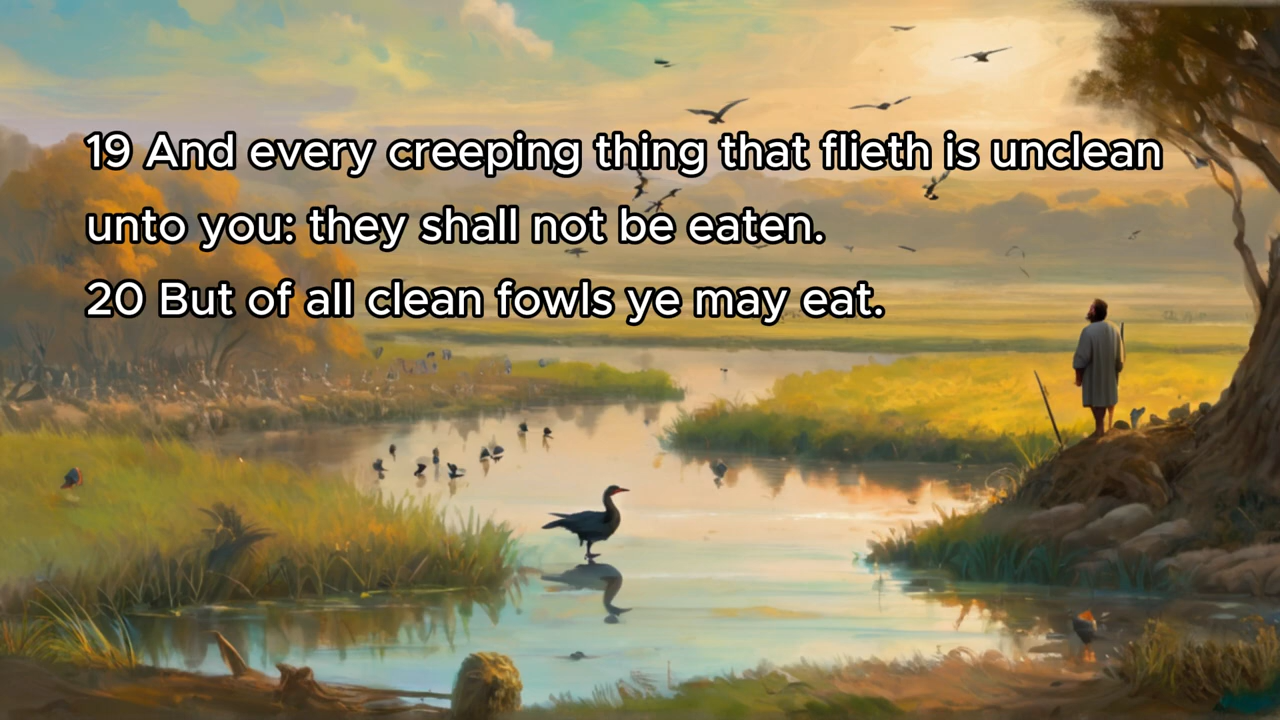 19 And every creeping thing that flieth is unclean
unto you: they shall not be eaten.
20 But of all clean fowls ye may eat.